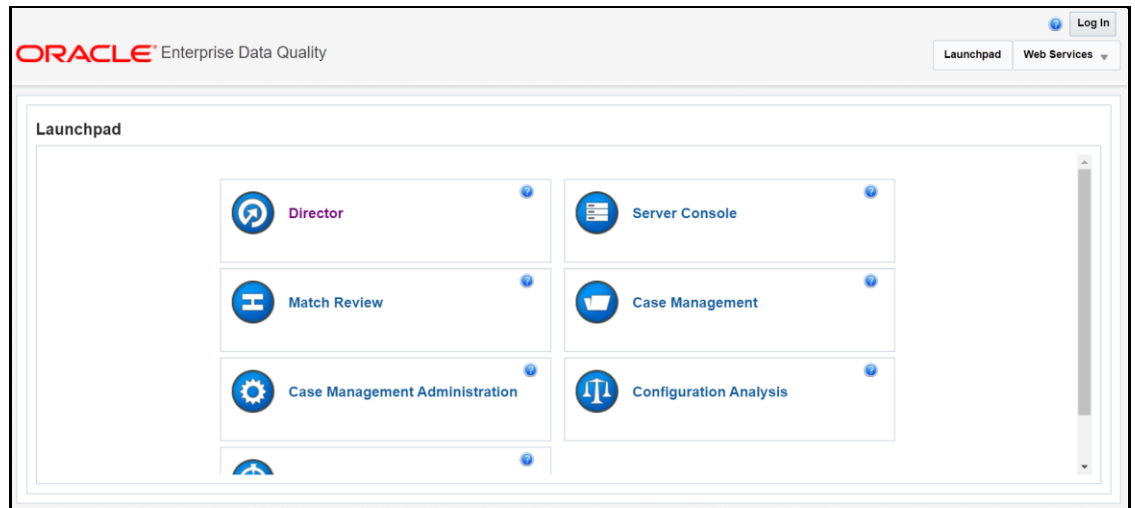 Log In
ORACLE Enterprise Data Quality
Launchpad Web Services
Launchpad
Director
Server Console
Match Review
Case Management
Case Management Administration
Configuration Analysis